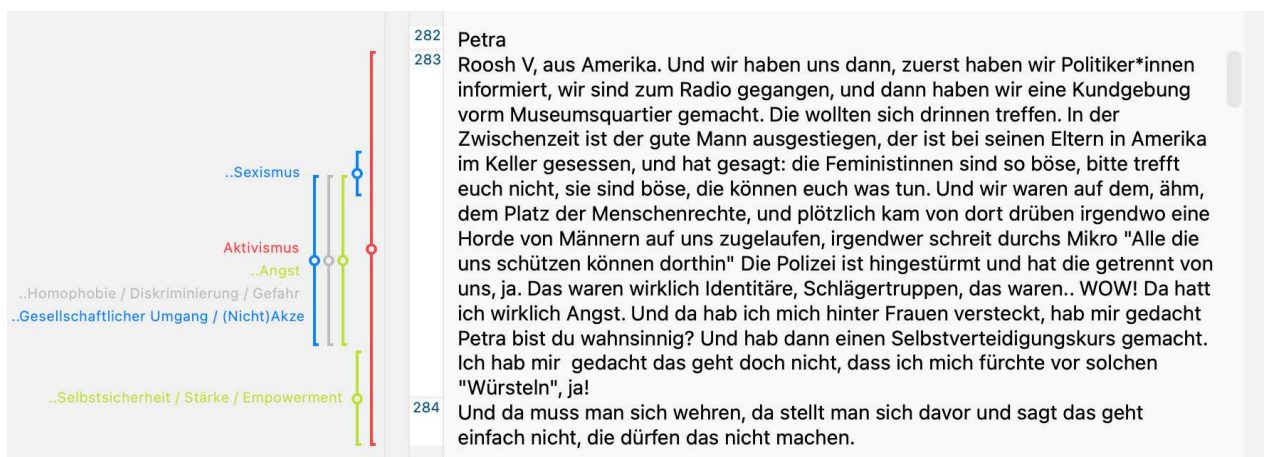 282 Petra
283 Roosh V, aus Amerika. Und wir haben uns dann, zuerst haben wir Politiker*innen
informiert, wir sind zum Radio gegangen, und dann haben wir eine Kundgebung
vorm Museumsquartier gemacht. Die wollten sich drinnen treffen. In der
Zwischenzeit ist der gute Mann ausgestiegen, der ist bei seinen Eltern in Amerika
im Keller gesessen, und hat gesagt: die Feministinnen sind so böse, bitte trefft
euch nicht, sie sind böse, die können euch was tun. Und wir waren auf dem, ähm,
dem Platz der Menschenrechte, und plötzlich kam von dort drüben irgendwo eine
Horde von Männern auf uns zugelaufen, irgendwer schreit durchs Mikro "Alle die
uns schützen können dorthin" Die Polizei ist hingestürmt und hat die getrennt von
uns, ja. Das waren wirklich Identitäre, Schlägertruppen, das waren.. WOW! Da hatt
ich wirklich Angst. Und da hab ich mich hinter Frauen versteckt, hab mir gedacht
Petra bist du wahnsinnig? Und hab dann einen Selbstverteidigungskurs gemacht.
Ich hab mir  gedacht das geht doch nicht, dass ich mich fürchte vor solchen
"Würsteln", ja!
284 Und da muss man sich wehren, da stellt man sich davor und sagt das geht
einfach nicht, die dürfen das nicht machen.
..Sexismus
Aktivismus
..Angst
..Homophobie / Diskriminierung / Gefahr
..Gesellschaftlicher Umgang / (Nicht)Akze
..Selbstsicherheit / Stärke / Empowerment